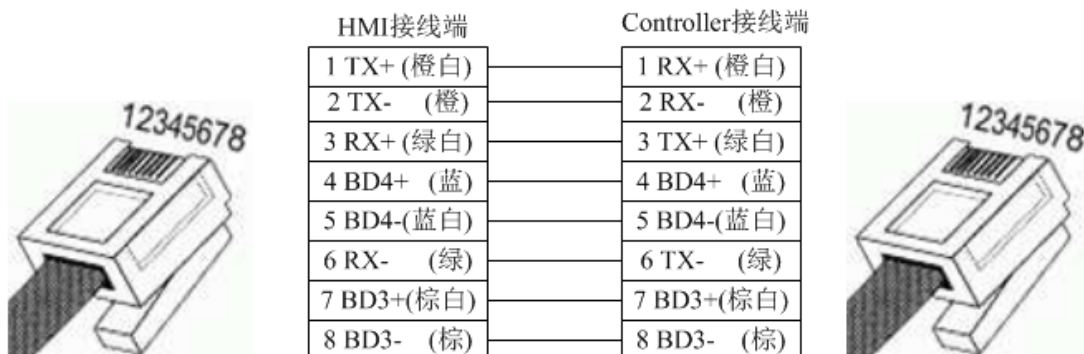 HMI接线端
Controller接线端
12345678
1 TX+ (橙白)
1 RX+ (橙白)
2 TX- (橙)
2 RX- (橙)
3 RX+ (绿白)
3 TX+ (绿白)
4 BD4+ (蓝)
4 BD4+ (蓝)
5 BD4-(蓝白)
5 BD4-(蓝白)
6 RX- (绿)
6 TX- (绿)
7 BD3+(棕白)
7 BD3+(棕白)
8 BD3- (棕)
8 BD3- (棕)
12345678